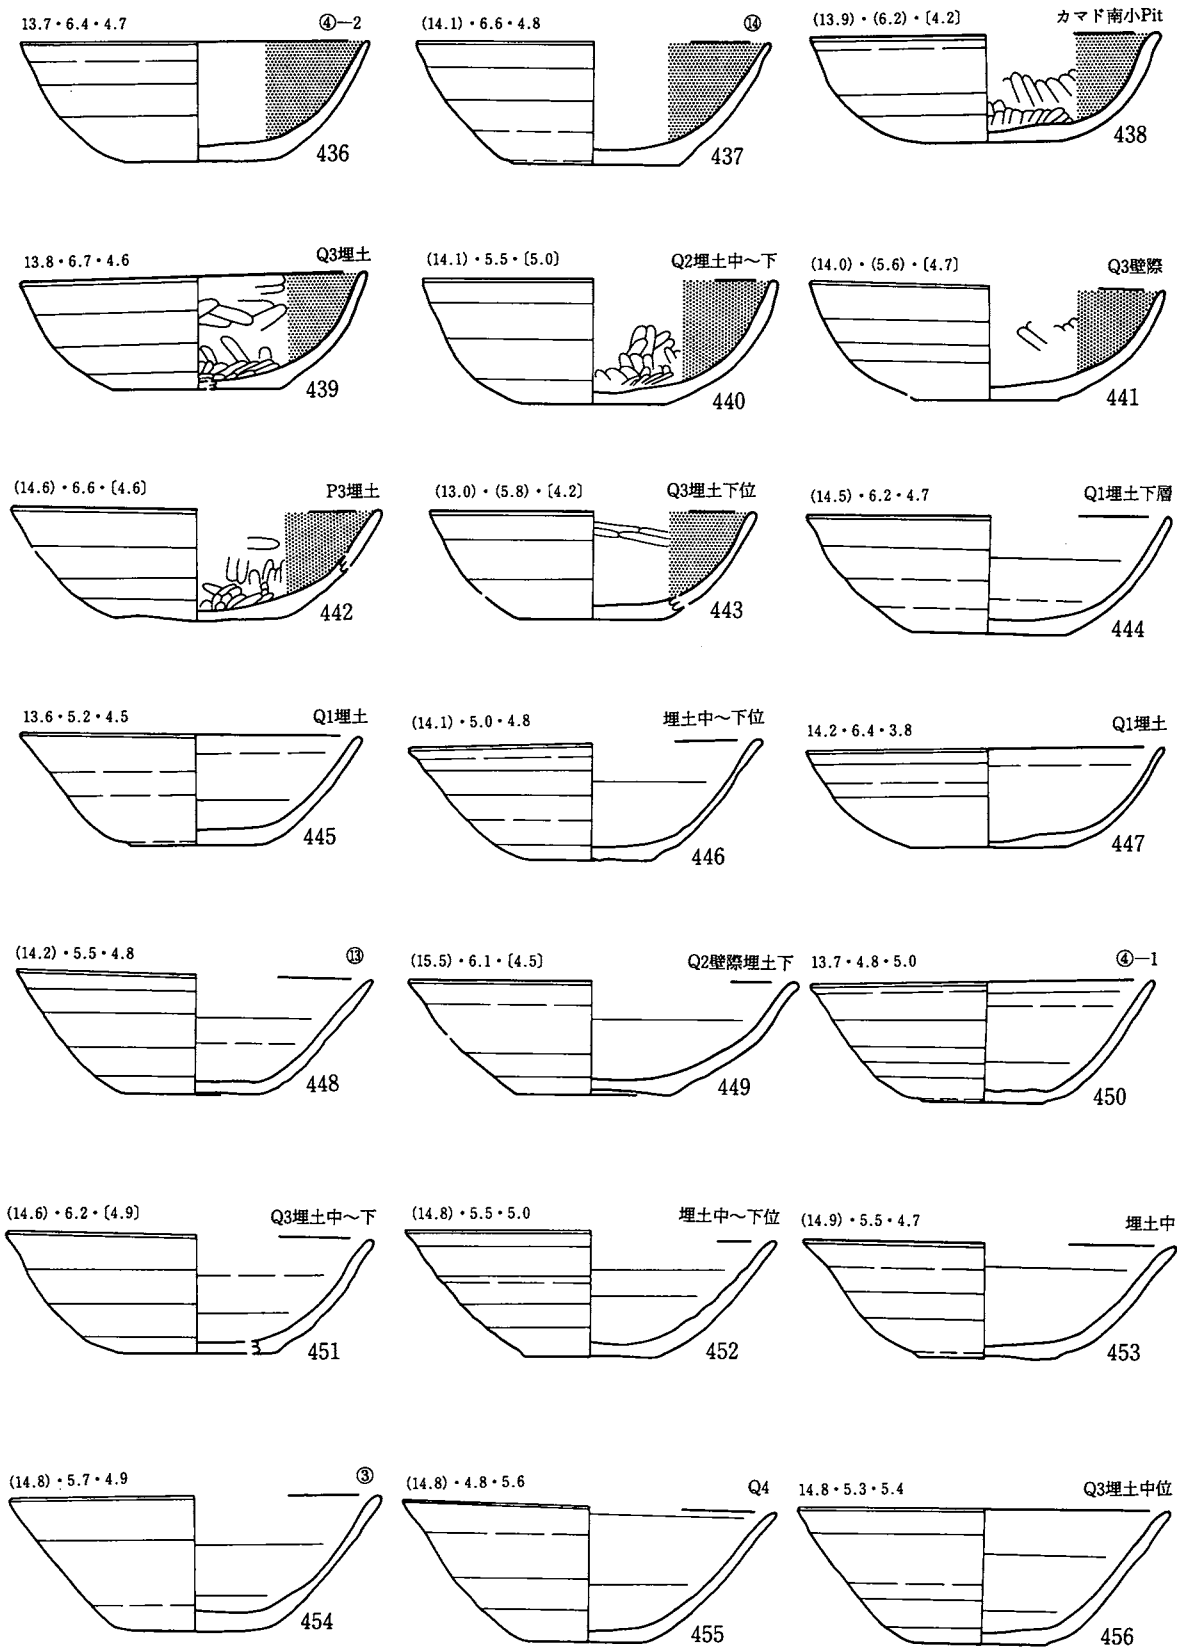 13.7・6.4・4.7 ④―2
436
(14.1)・6.6・4.8 ⑭
437
(13.9)・(6.2)・〔4.2〕 カマド南小Pit
438
13.8・6.7・4.6 Q3埋土
439
(14.1)・5.5・〔5.0〕 Q2埋土中～下
440
(14.0)・(5.6)・〔4.7〕 Q3壁際
441
(14.6)・6.6・〔4.6〕 P3埋土
442
(13.0)・(5.8)・〔4.2〕 Q3埋土下位
443
(14.5)・6.2・4.7 Q1埋土下層
444
13.6・5.2・4.5 Q1埋土
445
(14.1)・5.0・4.8 埋土中～下位
446
14.2・6.4・3.8 Q1埋土
447
(14.2)・5.5・4.8 ⑬
448
(15.5)・6.1・〔4.5〕 Q2壁際埋土下
449
13.7・4.8・5.0 ④―1
450
(14.6)・6.2・〔4.9〕 Q3埋土中～下
451
(14.8)・5.5・5.0 埋土中～下位
452
(14.9)・5.5・4.7 埋土中
453
(14.8)・5.7・4.9 ③
454
(14.8)・4.8・5.6 Q4
455
14.8・5.3・5.4 Q3埋土中位
456